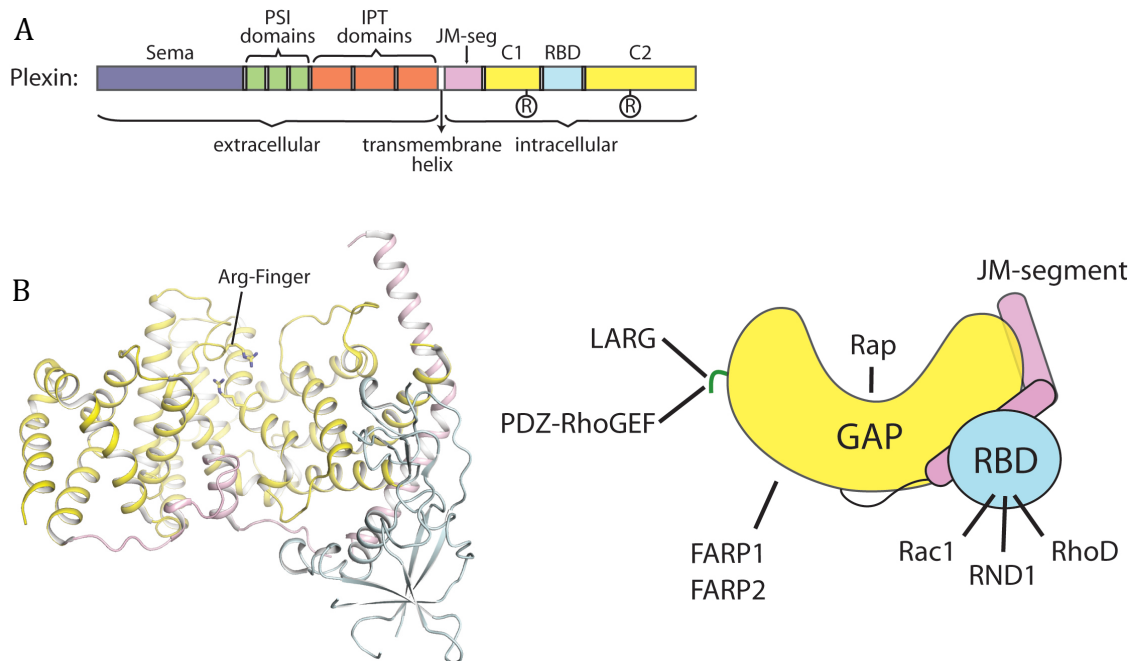 A
PSI
domains
IPT
domains
JM-seg
Sema
C1
RBD
C2
Plexin:
R
R
extracellular
transmembrane
helix
intracellular
B
Arg-Finger
JM-segment
LARG
Rap
PDZ-RhoGEF
GAP
RBD
FARP1
FARP2
Rac1
RND1
RhoD